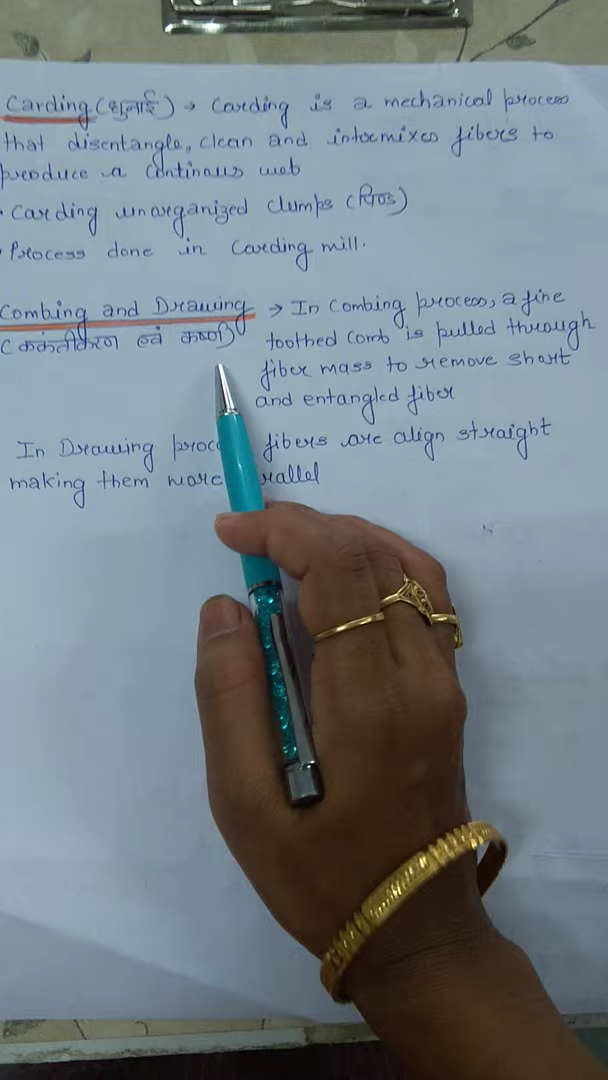 Carding (धुनाई) → Carding is a mechanical process
that disentangle, clean and intermixes fibers to
produce a continous web
· Carding unorganized clumps (पिण्ड)
· Process done in Carding mill.
Combing and Drawing → In Combing process, a fine
एवं toothed comb is pulled through
fiber mass to remove short
and entangled fiber
In Drawing fibers are align straight
making them